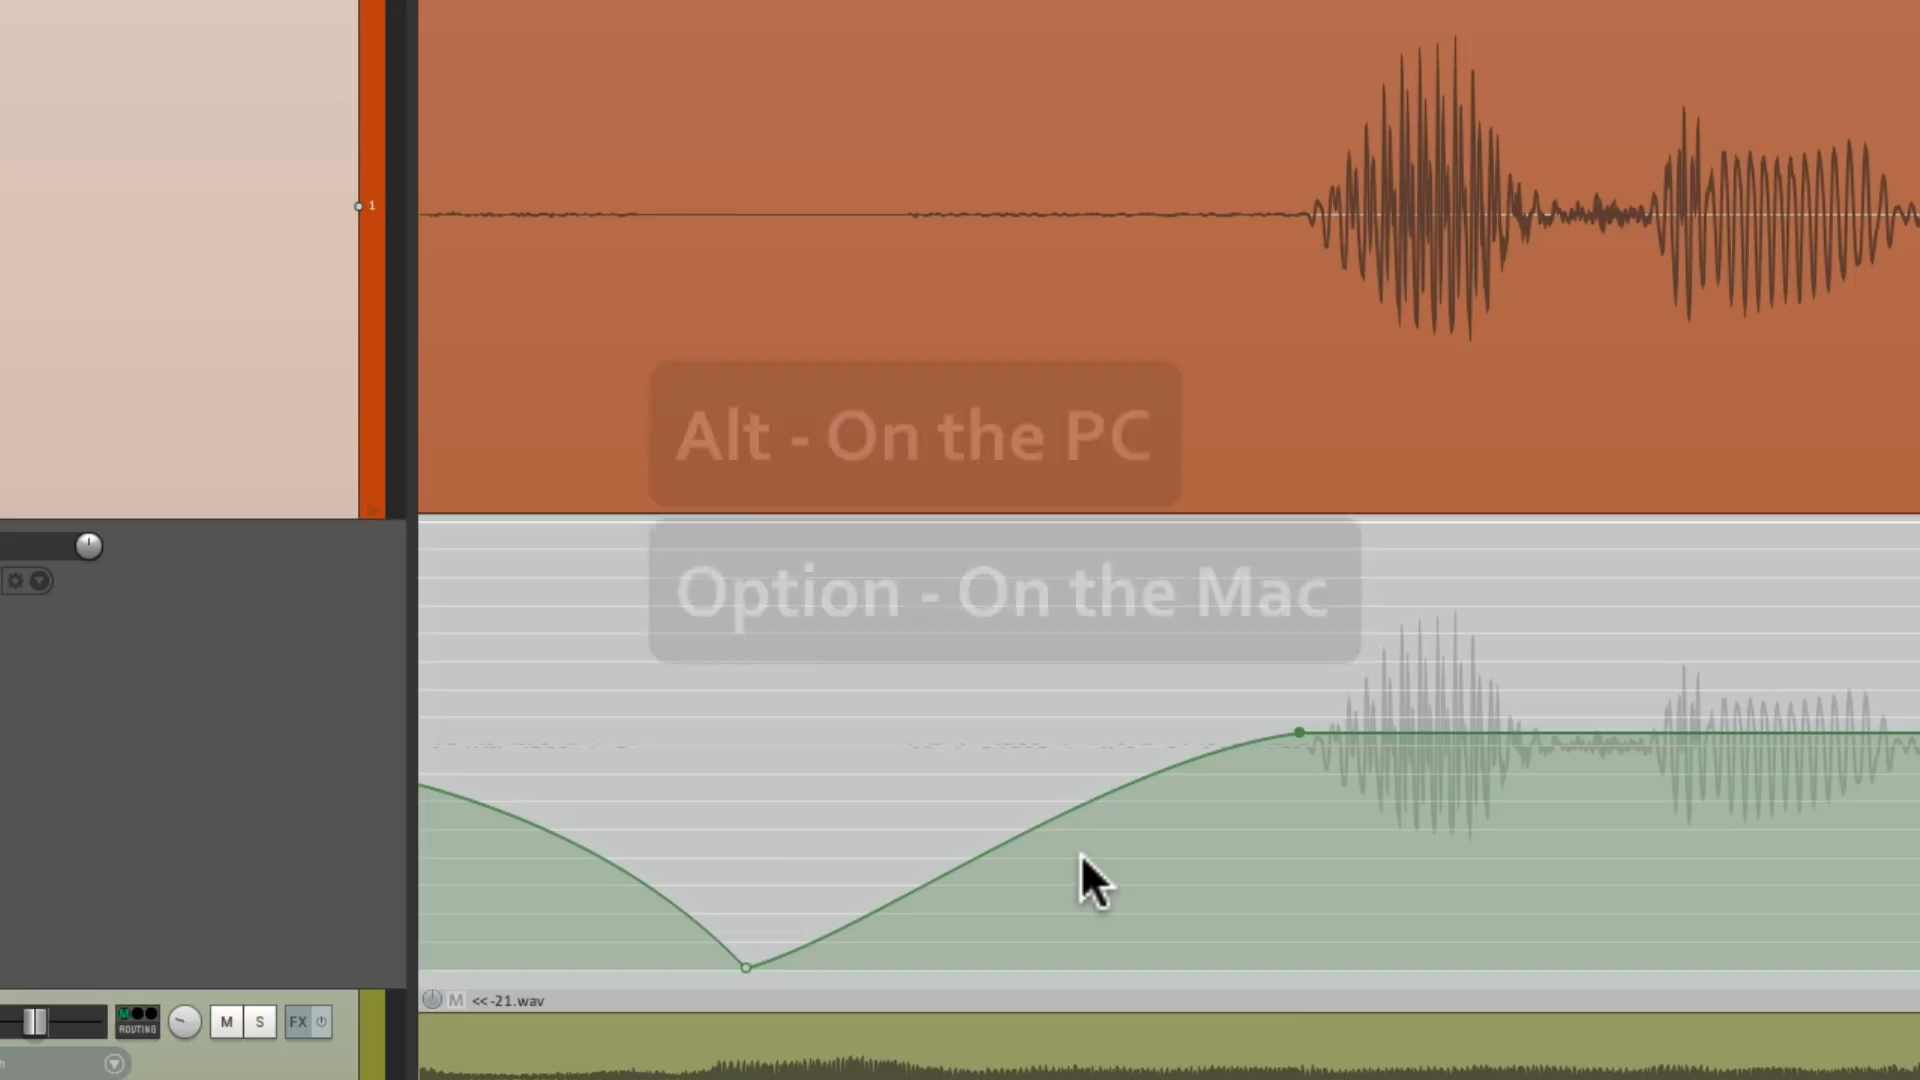 1
Alt - On the PC
Option - On the Mac
M <<-21.wav
M
ROUTING
M S FX
h